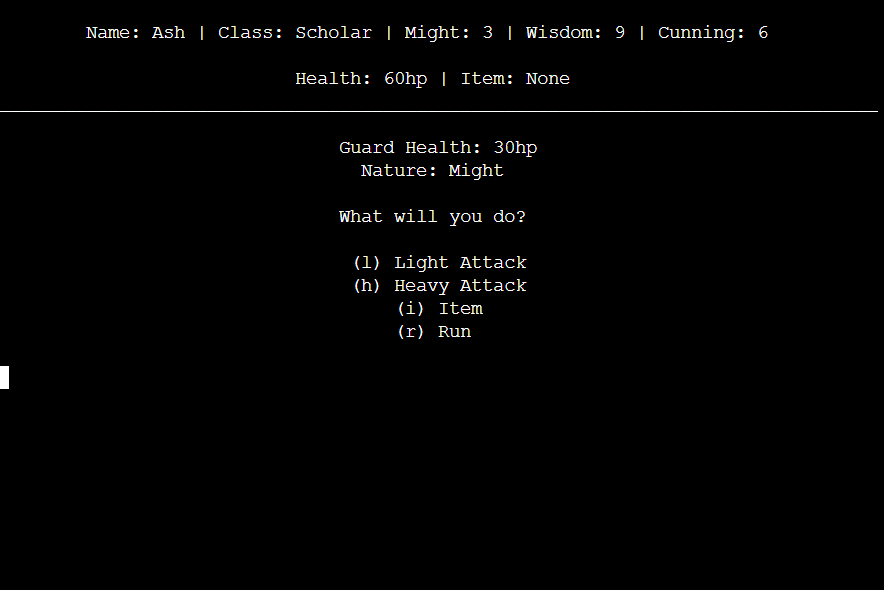 Name: Ash | Class: Scholar | Might: 3 | Wisdom: 9 | Cunning: 6
Health: 60hp | Item: None
Guard Health: 30hp
Nature: Might
What will you do?
(l) Light Attack
(h) Heavy Attack
(i) Item
(r) Run